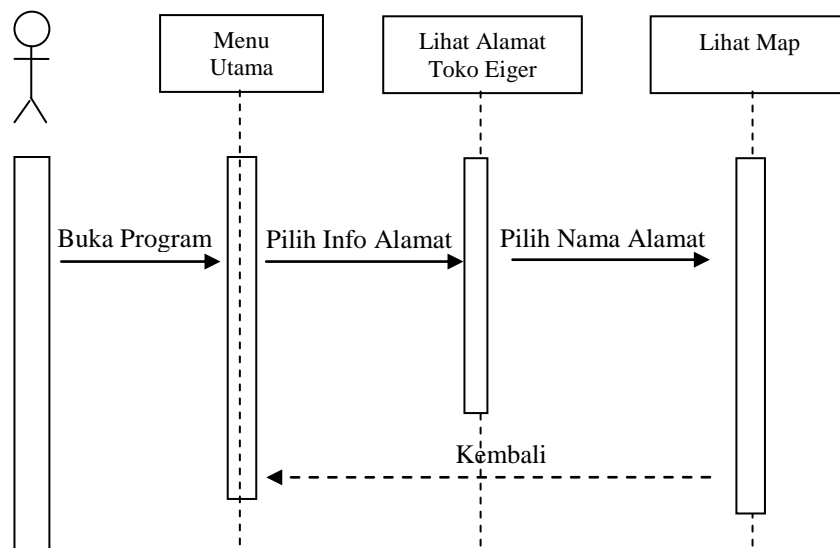 Menu
Utama
Lihat Alamat
Toko Eiger
Lihat Map
Buka Program
Pilih Info Alamat
Pilih Nama Alamat
Kembali